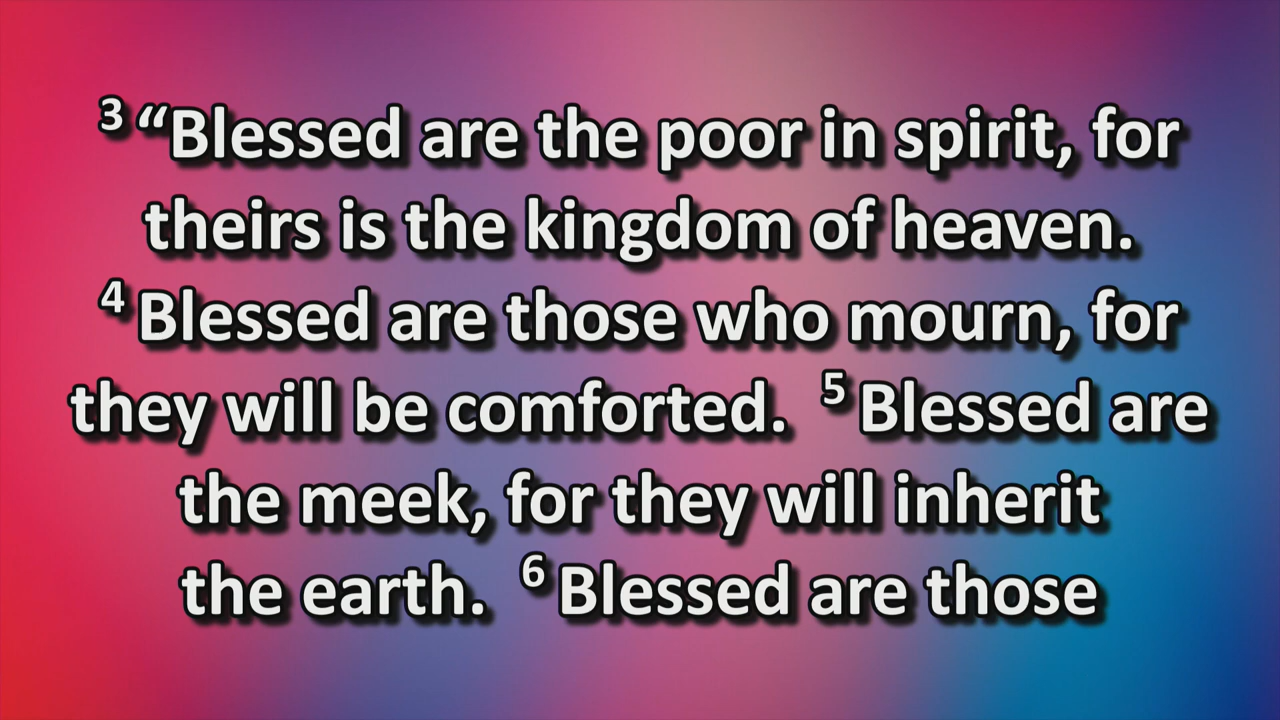 ³ “Blessed are the poor in spirit, for
theirs is the kingdom of heaven.
⁴ Blessed are those who mourn, for
they will be comforted. ⁵ Blessed are
the meek, for they will inherit
the earth. ⁶ Blessed are those